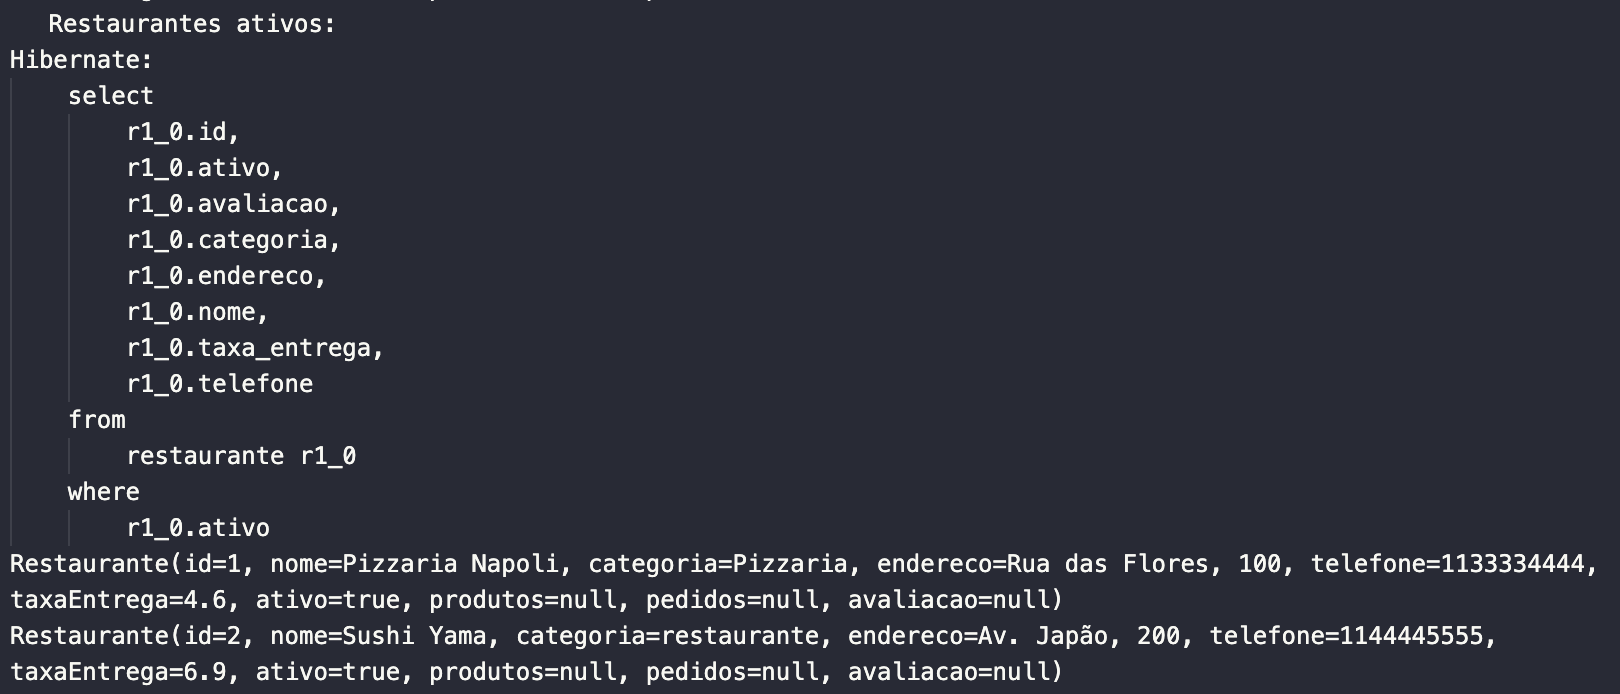 Restaurantes ativos:
Hibernate:
select
r1_0.id,
r1_0.ativo,
r1_0.avaliacao,
r1_0.categoria,
r1_0.endereco,
r1_0.nome,
r1_0.taxa_entrega,
r1_0.telefone
from
restaurante r1_0
where
r1_0.ativo
Restaurante(id=1, nome=Pizzaria Napoli, categoria=Pizzaria, endereco=Rua das Flores, 100, telefone=1133334444,
taxaEntrega=4.6, ativo=true, produtos=null, pedidos=null, avaliacao=null)
Restaurante(id=2, nome=Sushi Yama, categoria=restaurante, endereco=Av. Japão, 200, telefone=1144445555,
taxaEntrega=6.9, ativo=true, produtos=null, pedidos=null, avaliacao=null)